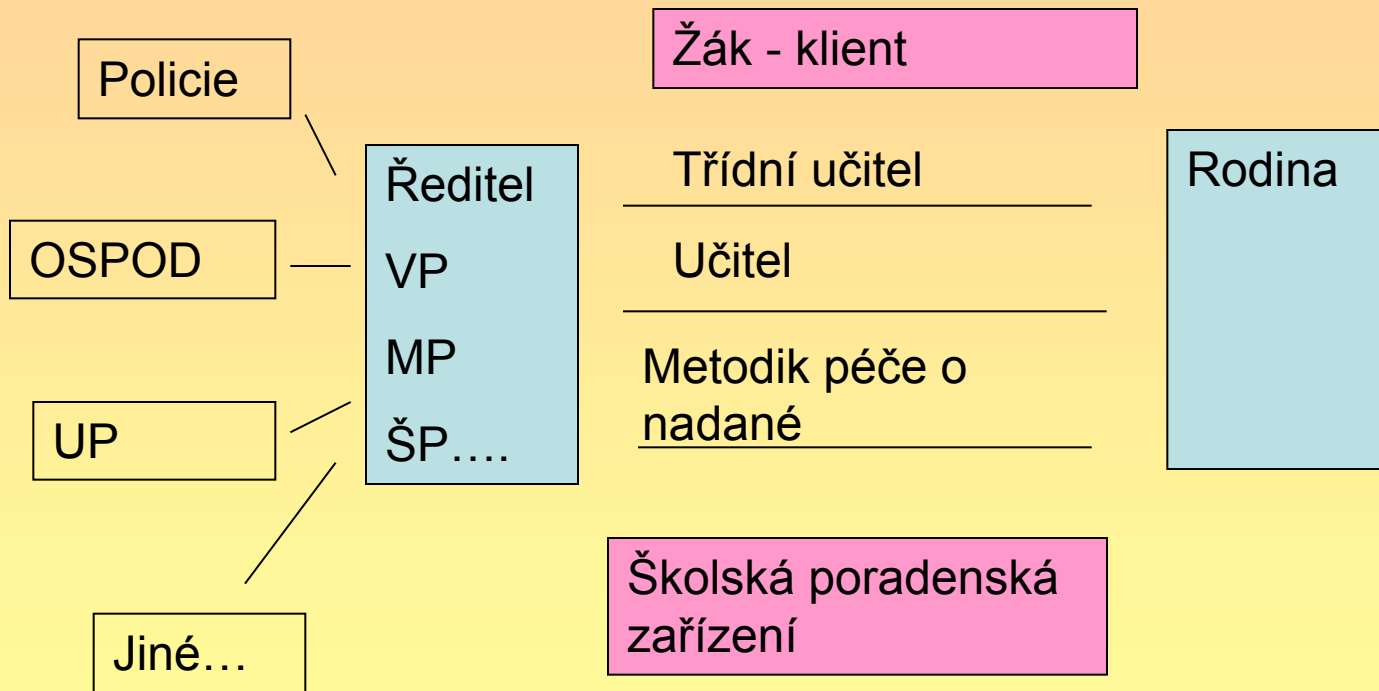 Žák - klient
Policie
Ředitel
VP
MP
ŠP….
Třídní učitel
Učitel
Metodik péče o
nadané
Rodina
OSPOD
UP
Jiné…
Školská poradenská
zařízení